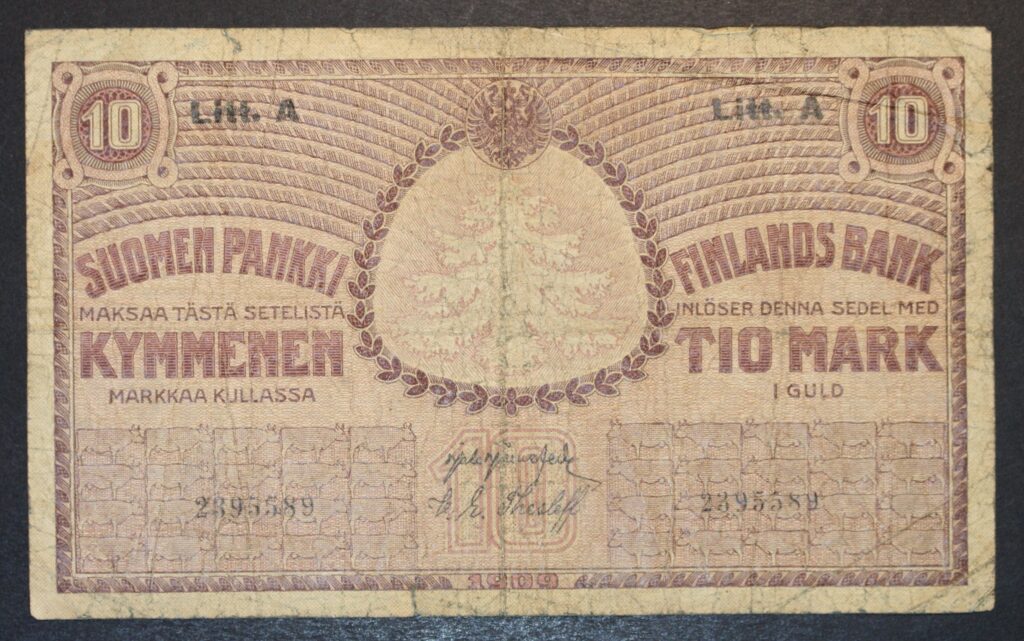 10 Litt. A Litt. A 10
SUOMEN PANKKI
MAKSAA TÄSTÄ SETELISTÄ
KYMMENEN
MARKKAA KULLASSA
FINLANDS BANK
INLÖSER DENNA SEDEL MED
TIO MARK
I GULD
10
2395589
2395589
1909